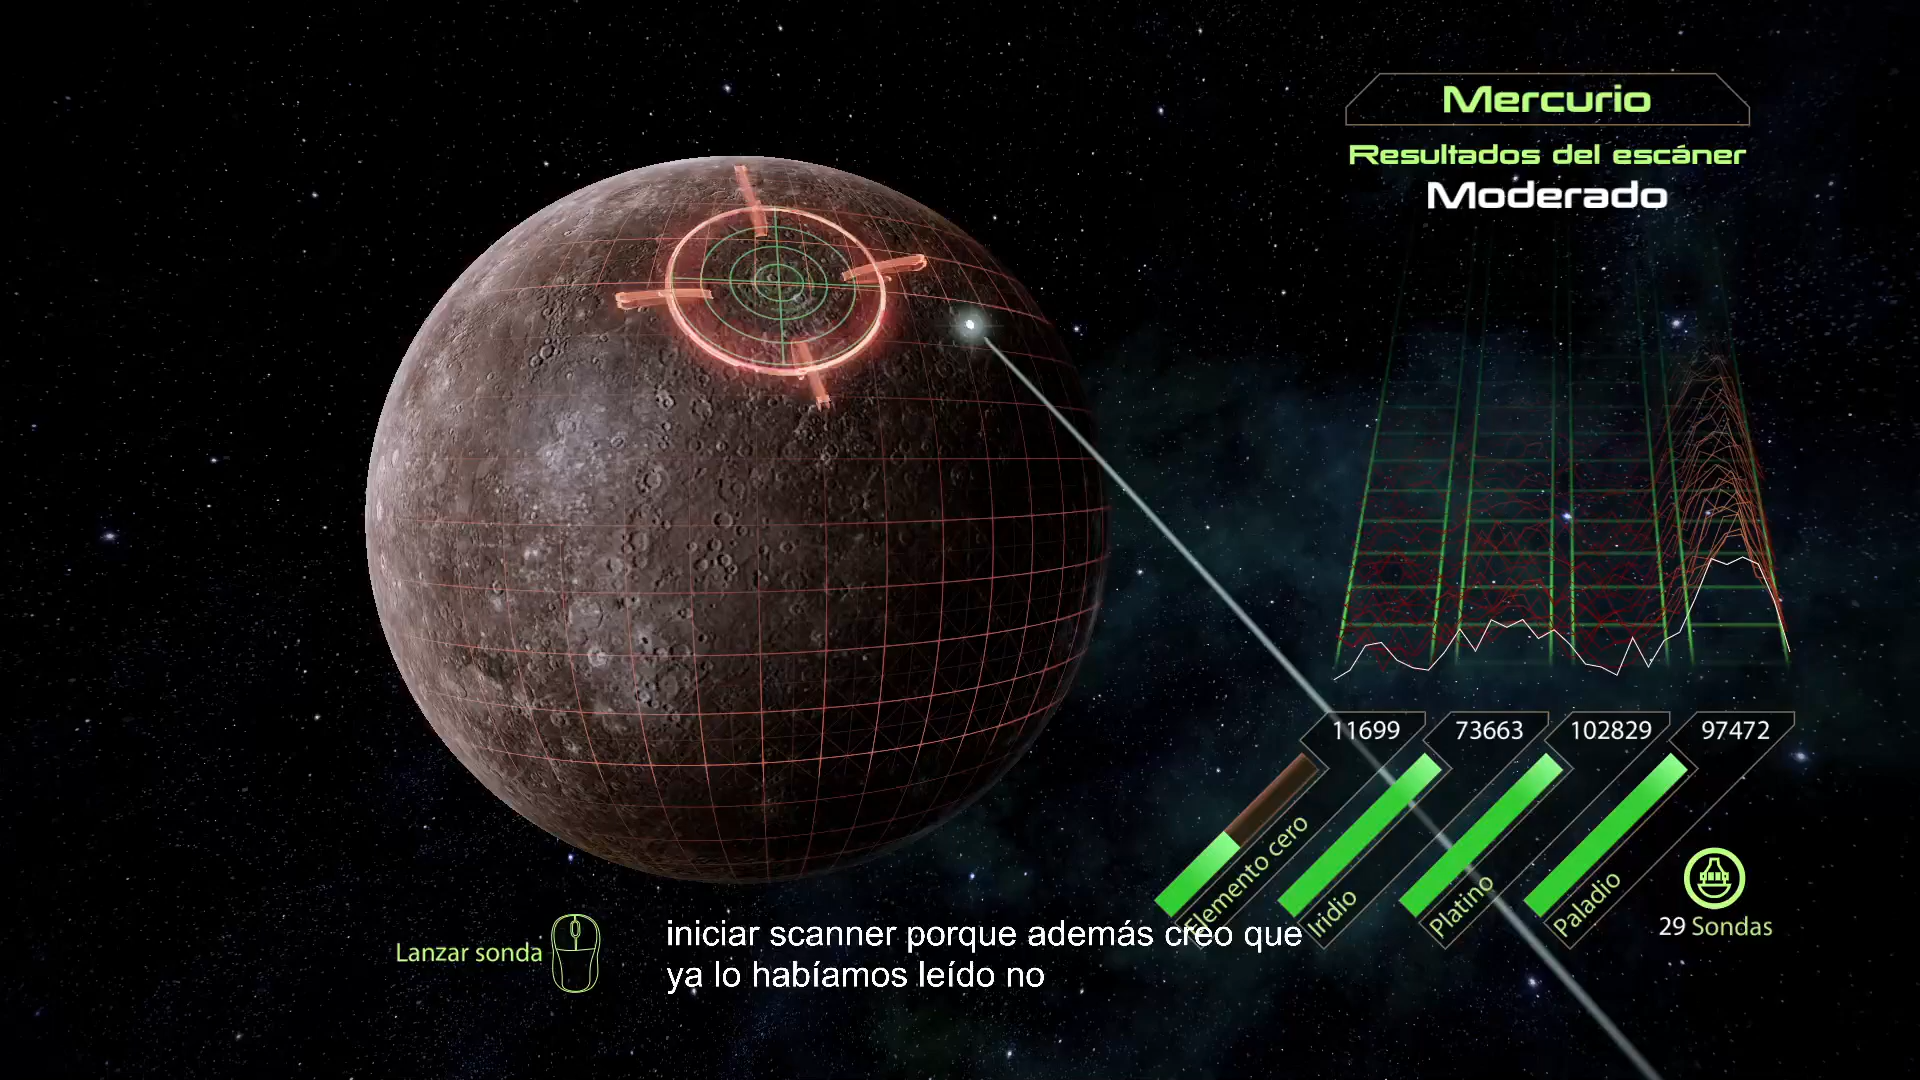 Mercurio
Resultados del escáner
Moderado
11699
73663
102829
97472
Elemento cero
Iridio
Platino
Paladio
29 Sondas
Lanzar sonda
iniciar scanner porque además creo que
ya lo habíamos leído no